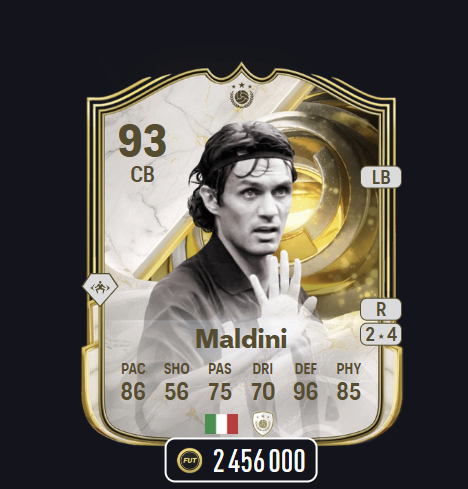 93
CB
LB
R
2★4
Maldini
PAC SHO PAS DRI DEF PHY
86 56 75 70 96 85
FUT 2 456 000